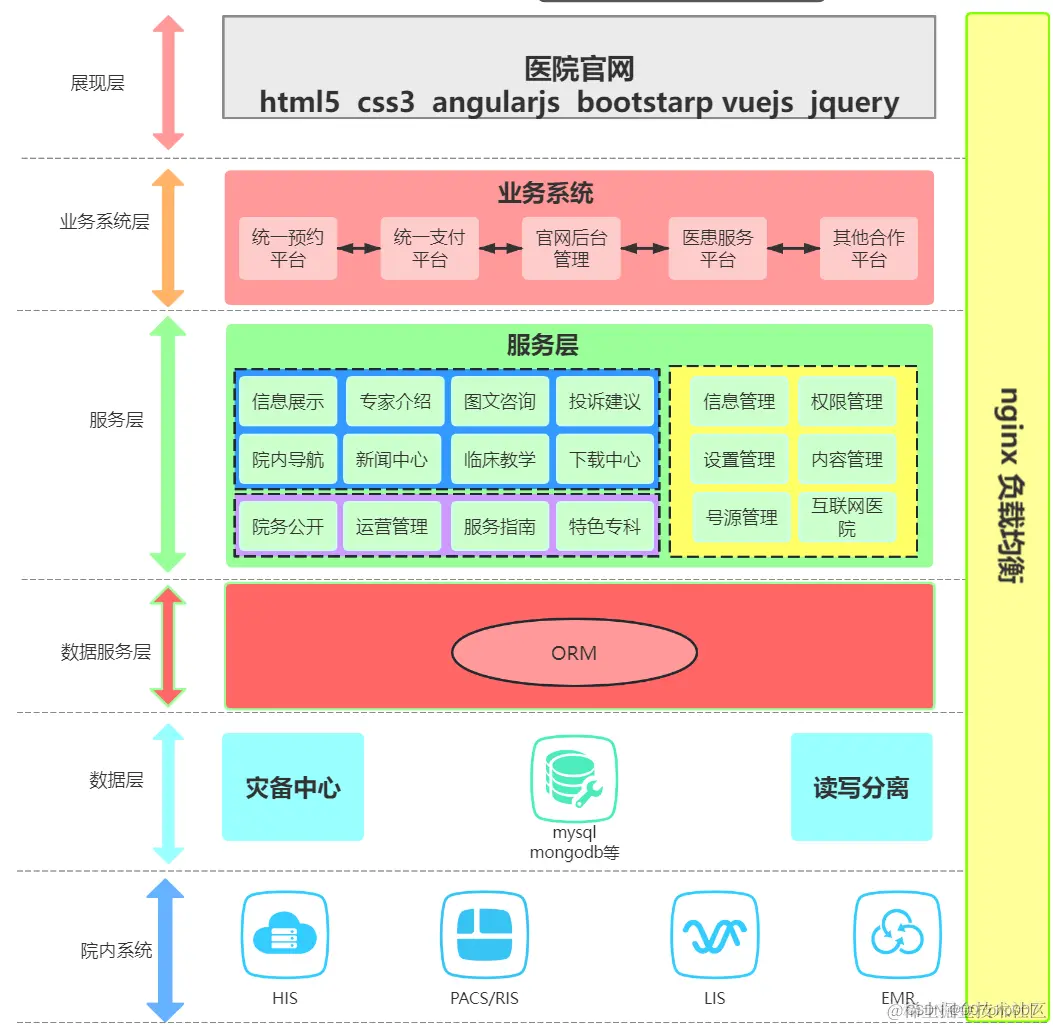 展现层
医院官网
html5 css3 angularjs bootstarp vuejs jquery
业务系统层
业务系统
统一预约
平台
统一支付
平台
官网后台
管理
医患服务
平台
其他合作
平台
服务层
服务层
信息展示
专家介绍
图文咨询
投诉建议
院内导航
新闻中心
临床教学
下载中心
院务公开
运营管理
服务指南
特色专科
信息管理
权限管理
设置管理
内容管理
号源管理
互联网医
院
nginx 负载均衡
数据服务层
ORM
数据层
灾备中心
mysql
mongodb等
读写分离
院内系统
HIS
PACS/RIS
LIS
EMR
@稀土掘金技术社区